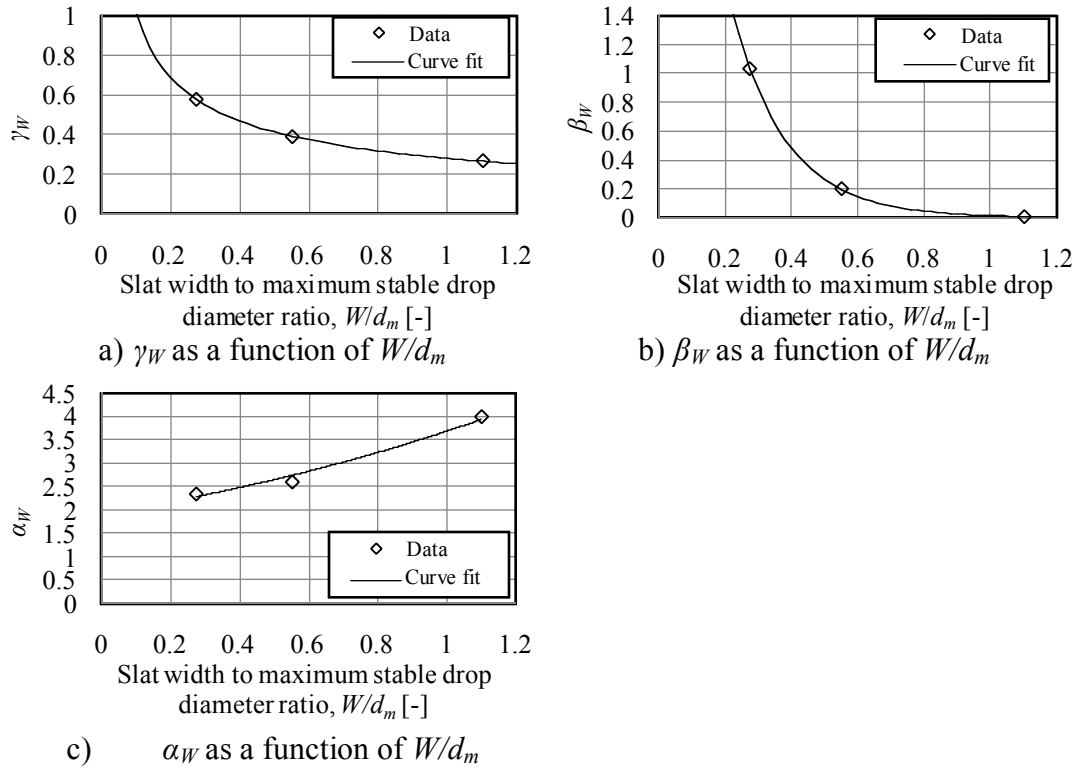 1
0.8
0.6
0.4
0.2
0
γW
Data
Curve fit
0 0.2 0.4 0.6 0.8 1 1.2
Slat width to maximum stable drop
diameter ratio, W/dm [-]
a) γW as a function of W/dm
1.4
1.2
1
0.8
0.6
0.4
0.2
0
βW
Data
Curve fit
0 0.2 0.4 0.6 0.8 1 1.2
Slat width to maximum stable drop
diameter ratio, W/dm [-]
b) βW as a function of W/dm
4.5
4
3.5
3
2.5
2
1.5
1
0.5
0
αW
Data
Curve fit
0 0.2 0.4 0.6 0.8 1 1.2
Slat width to maximum stable drop
diameter ratio, W/dm [-]
c) αW as a function of W/dm